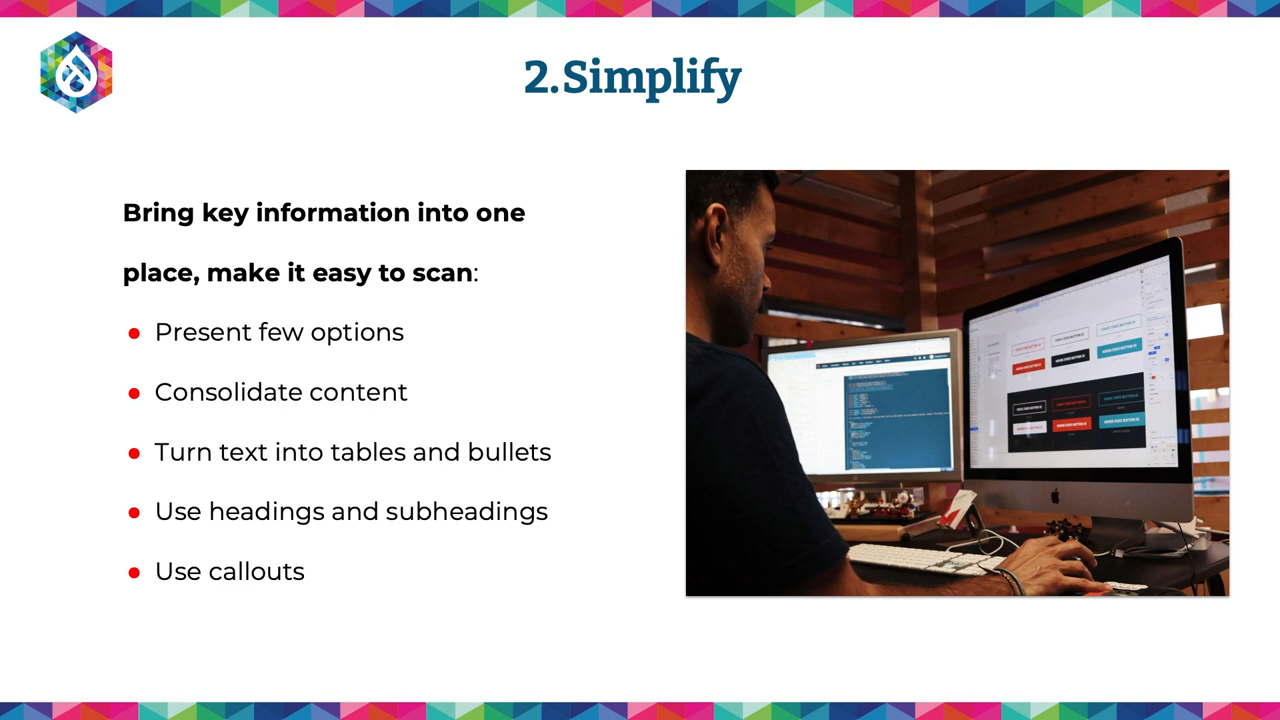 2. Simplify
Bring key information into one
place, make it easy to scan:
● Present few options
● Consolidate content
● Turn text into tables and bullets
● Use headings and subheadings
● Use callouts